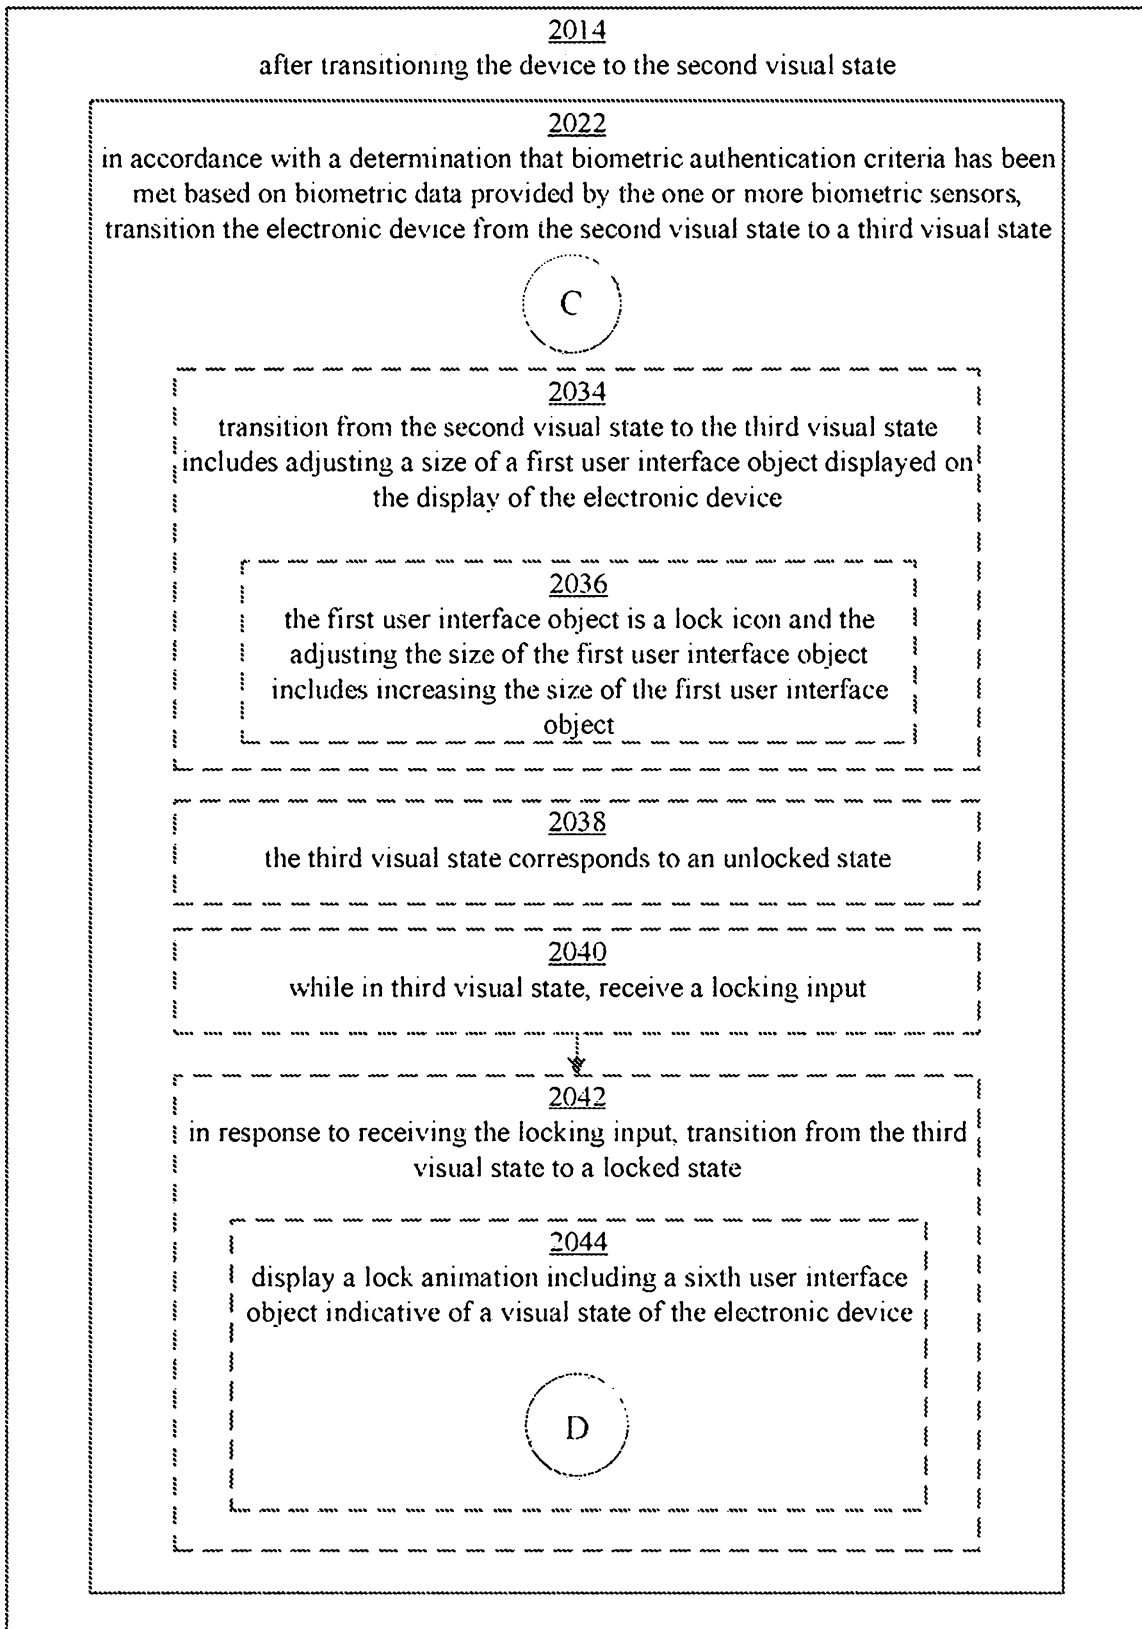 2014
after transitioning the device to the second visual state
2022
in accordance with a determination that biometric authentication criteria has been
met based on biometric data provided by the one or more biometric sensors,
transition the electronic device from the second visual state to a third visual state
C
2034
transition from the second visual state to the third visual state
includes adjusting a size of a first user interface object displayed on
the display of the electronic device
2036
the first user interface object is a lock icon and the
adjusting the size of the first user interface object
includes increasing the size of the first user interface
object
2038
the third visual state corresponds to an unlocked state
2040
while in third visual state, receive a locking input
2042
in response to receiving the locking input, transition from the third
visual state to a locked state
2044
display a lock animation including a sixth user interface
object indicative of a visual state of the electronic device
D